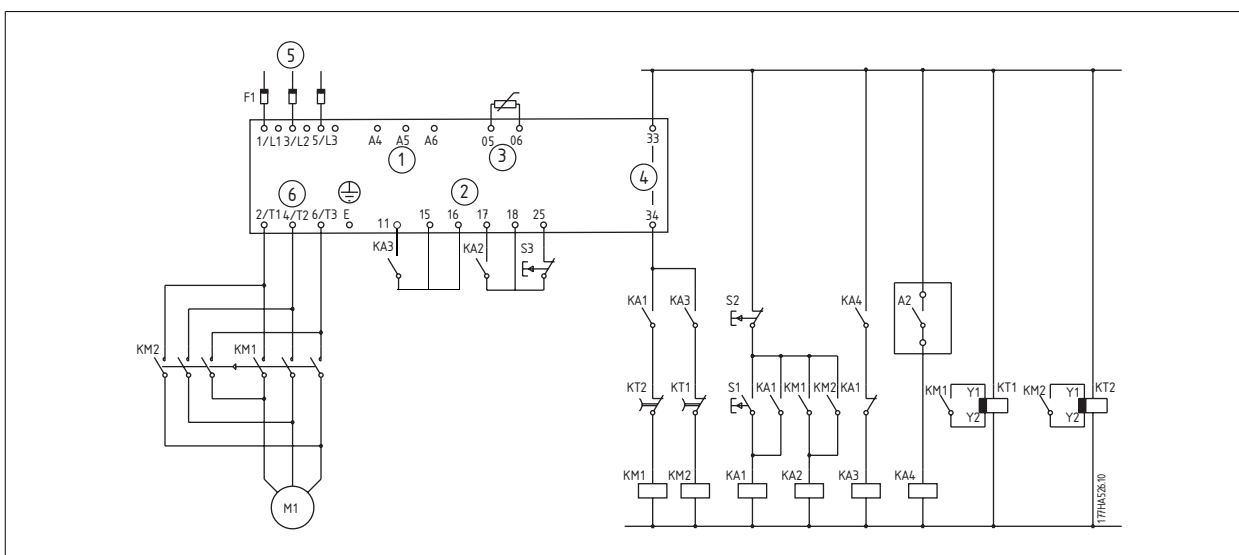 5
F1
1/L1 3/L2 5/L3 A4 A5 A6 05 06 33
1 3
4
6 2
2/T1 4/T2 6/T3 E 11 15 16 17 18 25 34
KA3 KA2 S3
KA1 KA3 S2 KA4 A2
KM2 KM1
KT2 KT1 S1 KA1 KM1 KM2 KA1 KM1 Y1 KT1 KM2 Y1 KT2
Y2 Y2
KM1 KM2 KA1 KA2 KA3 KA4
M1
177HA526.10